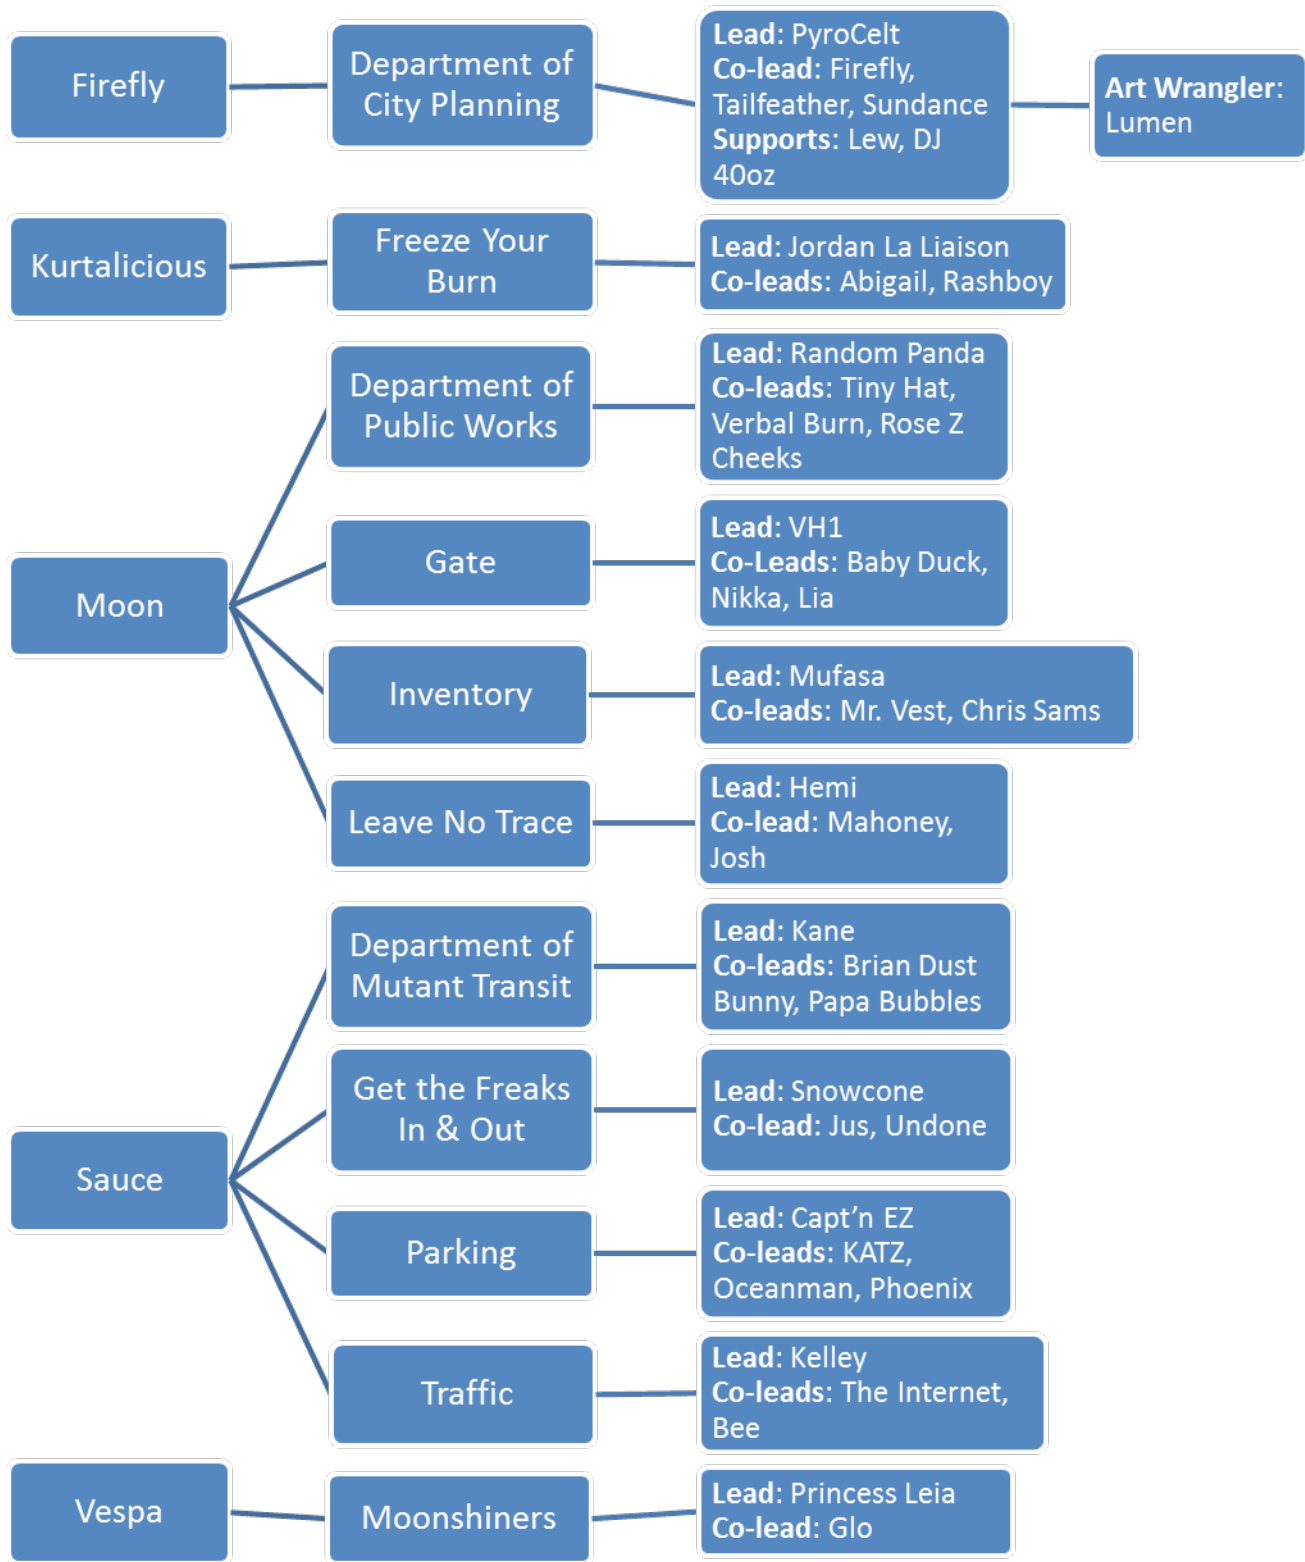 Firefly
Department of
City Planning
Lead: PyroCelt
Co-lead: Firefly,
Tailfeather, Sundance
Supports: Lew, DJ
40oz
Art Wrangler:
Lumen
Kurtalicious
Freeze Your
Burn
Lead: Jordan La Liaison
Co-leads: Abigail, Rashboy
Moon
Department of
Public Works
Lead: Random Panda
Co-leads: Tiny Hat,
Verbal Burn, Rose Z
Cheeks
Gate
Lead: VH1
Co-Leads: Baby Duck,
Nikka, Lia
Inventory
Lead: Mufasa
Co-leads: Mr. Vest, Chris Sams
Leave No Trace
Lead: Hemi
Co-lead: Mahoney,
Josh
Sauce
Department of
Mutant Transit
Lead: Kane
Co-leads: Brian Dust
Bunny, Papa Bubbles
Get the Freaks
In & Out
Lead: Snowcone
Co-lead: Jus, Undone
Parking
Lead: Capt’n EZ
Co-leads: KATZ,
Oceanman, Phoenix
Traffic
Lead: Kelley
Co-leads: The Internet,
Bee
Vespa
Moonshiners
Lead: Princess Leia
Co-lead: Glo